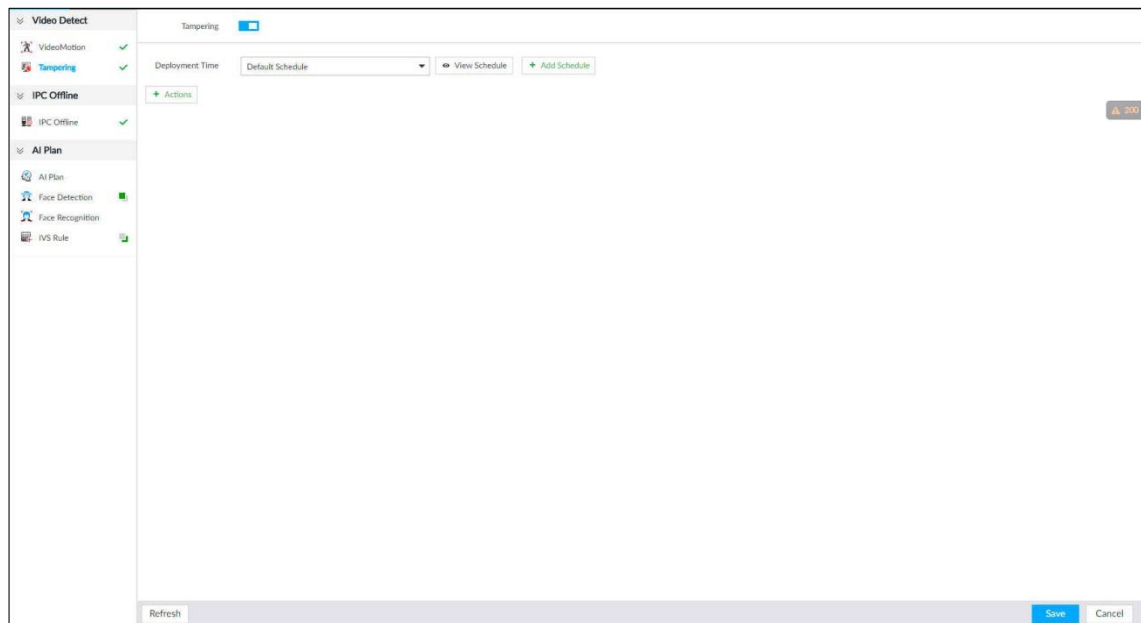 Video Detect
VideoMotion
Tampering
IPC Offline
IPC Offline
AI Plan
AI Plan
Face Detection
Face Recognition
IVS Rule
Tampering
Deployment Time Default Schedule View Schedule + Add Schedule
+ Actions
200
Refresh Save Cancel